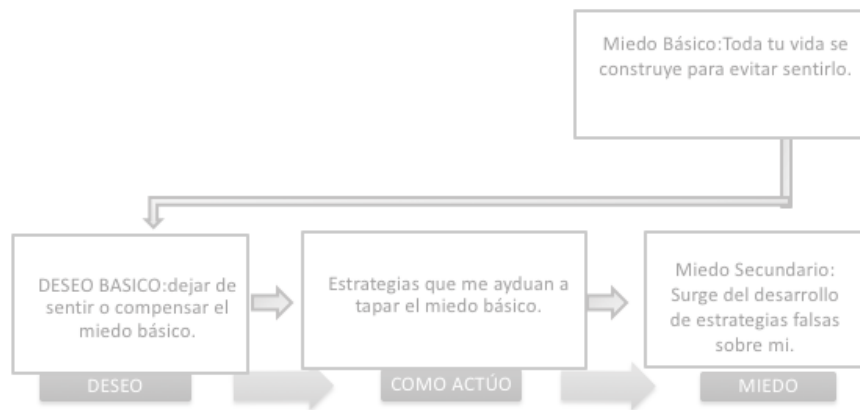 Miedo Básico:Toda tu vida se
construye para evitar sentirlo.
DESEO BASICO:dejar de
sentir o compensar el
miedo básico.
Estrategias que me ayduan a
tapar el miedo básico.
Miedo Secundario:
Surge del desarrollo
de estrategias falsas
sobre mi.
DESEO
COMO ACTÚO
MIEDO